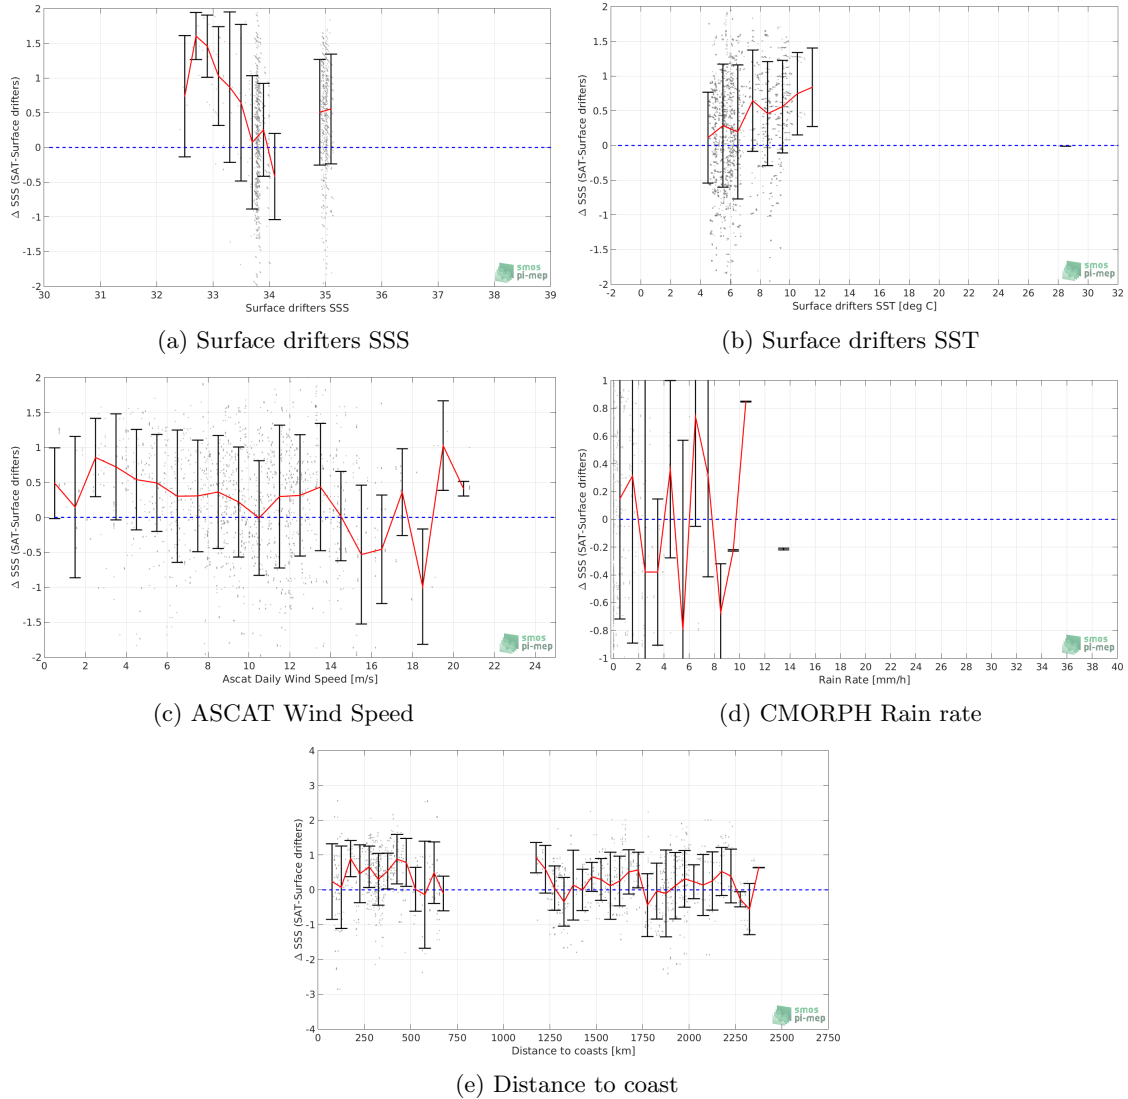 2
1.5
1
0.5
0
-0.5
-1
-1.5
-2
Δ SSS (SAT-Surface drifters)
30 31 32 33 34 35 36 37 38 39
Surface drifters SSS
smos
pi-mep
(a) Surface drifters SSS
2
1.5
1
0.5
0
-0.5
-1
-1.5
-2
Δ SSS (SAT-Surface drifters)
-2 0 2 4 6 8 10 12 14 16 18 20 22 24 26 28 30 32
Surface drifters SST [deg C]
smos
pi-mep
(b) Surface drifters SST
2
1.5
1
0.5
0
-0.5
-1
-1.5
-2
Δ SSS (SAT-Surface drifters)
0 2 4 6 8 10 12 14 16 18 20 22 24
Ascat Daily Wind Speed [m/s]
smos
pi-mep
(c) ASCAT Wind Speed
1
0.8
0.6
0.4
0.2
0
-0.2
-0.4
-0.6
-0.8
-1
Δ SSS (SAT-Surface drifters)
0 2 4 6 8 10 12 14 16 18 20 22 24 26 28 30 32 34 36 38 40
Rain Rate [mm/h]
smos
pi-mep
(d) CMORPH Rain rate
4
3
2
1
0
-1
-2
-3
-4
Δ SSS (SAT-Surface drifters)
0 250 500 750 1000 1250 1500 1750 2000 2250 2500 2750
Distance to coasts [km]
smos
pi-mep
(e) Distance to coast